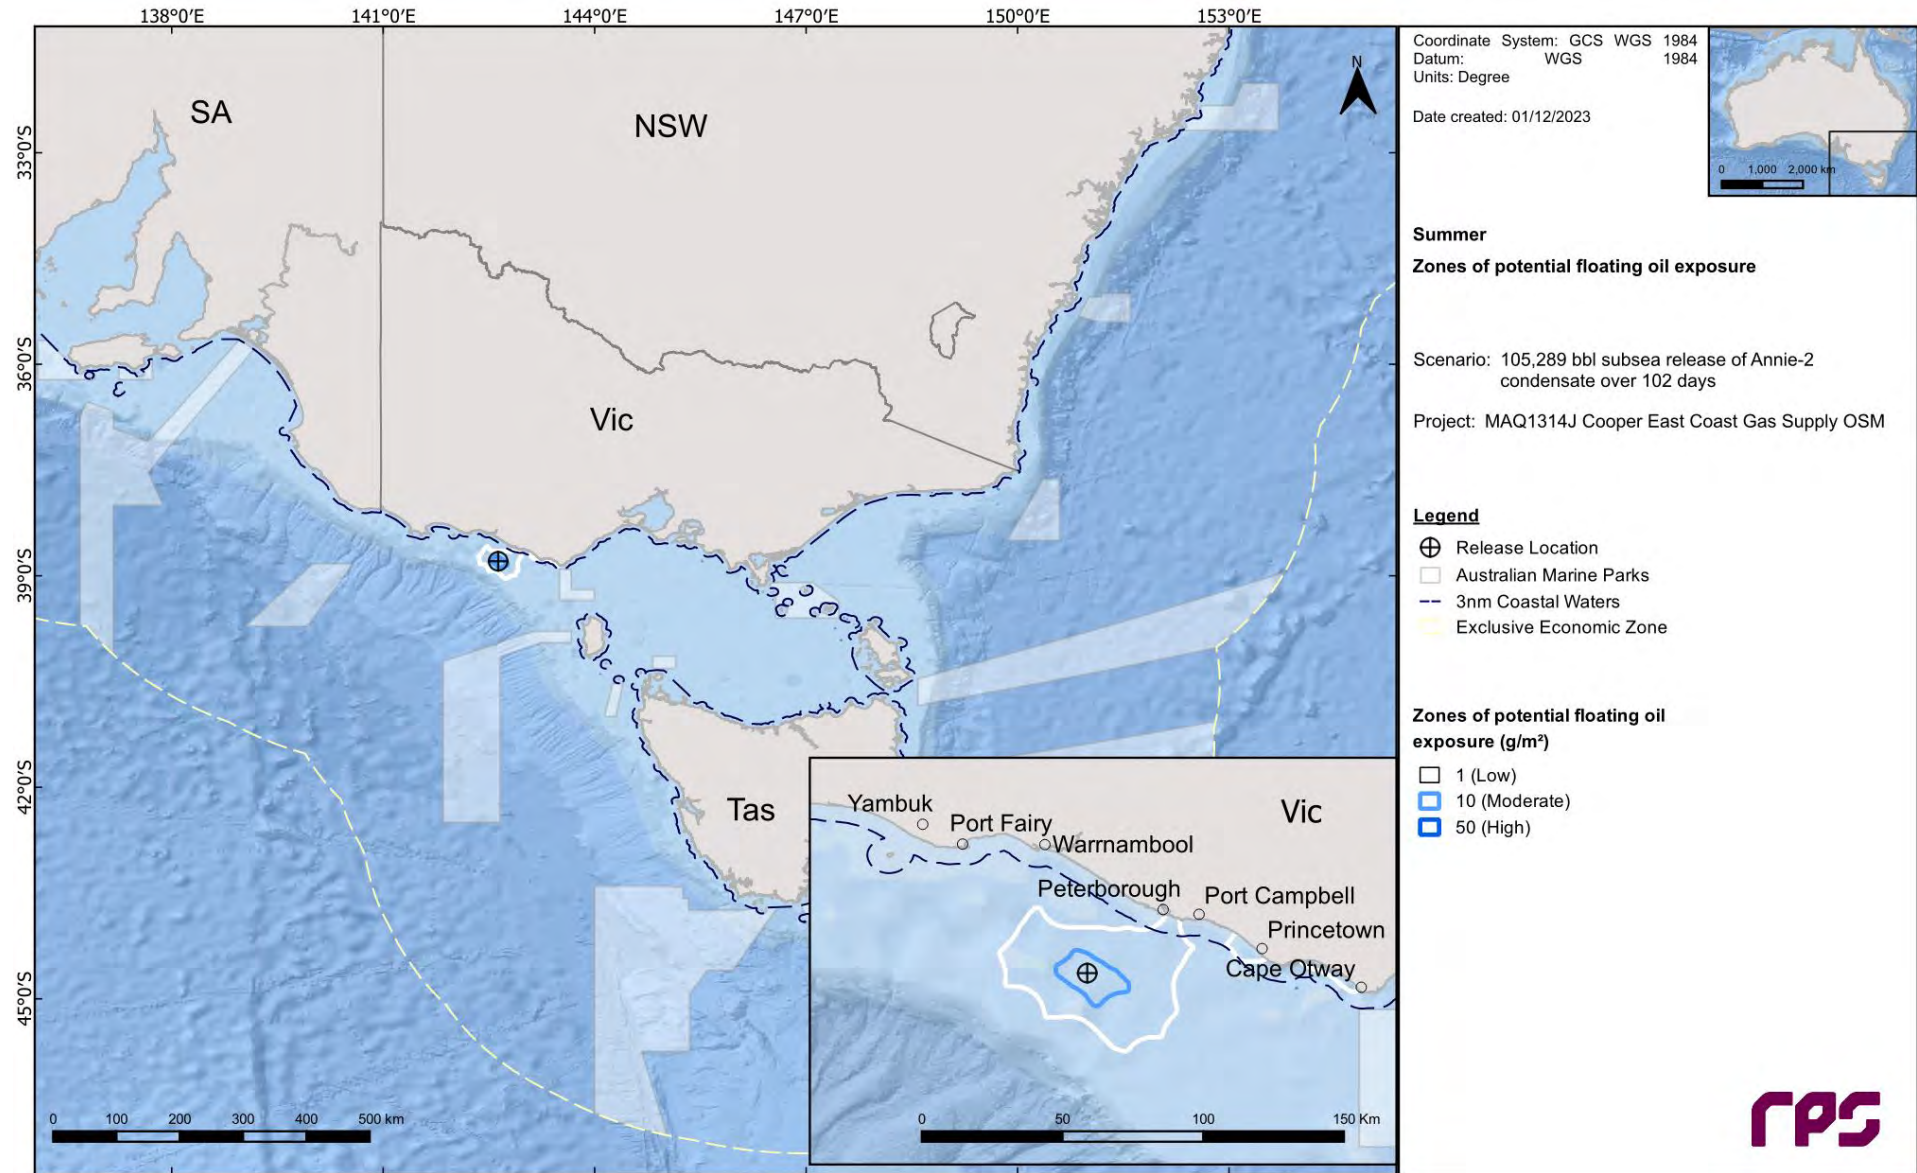 138°0'E 141°0'E 144°0'E 147°0'E 150°0'E 153°0'E
33°0'S
36°0'S
39°0'S
42°0'S
45°0'S
SA
NSW
Vic
Tas
N
0 100 200 300 400 500 km
Yambuk
Port Fairy
Warrnambool
Vic
Peterborough
Port Campbell
Princetown
Cape Otway
0 50 100 150 Km
Coordinate System: GCS WGS 1984
Datum: WGS 1984
Units: Degree
Date created: 01/12/2023
0 1,000 2,000 km
Summer
Zones of potential floating oil exposure
Scenario: 105,289 bbl subsea release of Annie-2
condensate over 102 days
Project: MAQ1314J Cooper East Coast Gas Supply OSM
Legend
Release Location
Australian Marine Parks
3nm Coastal Waters
Exclusive Economic Zone
Zones of potential floating oil
exposure (g/m²)
1 (Low)
10 (Moderate)
50 (High)
rps